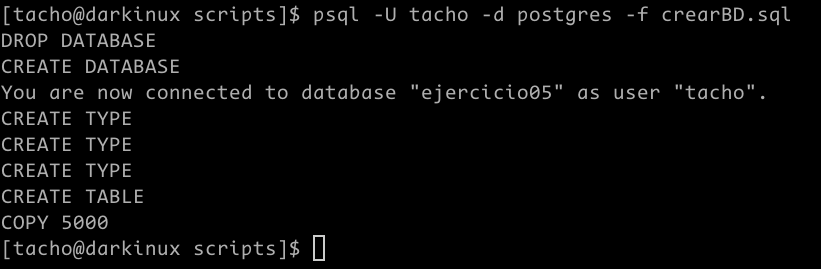 [tacho@darkinux scripts]$ psql -U tacho -d postgres -f crearBD.sql
DROP DATABASE
CREATE DATABASE
You are now connected to database "ejercicio05" as user "tacho".
CREATE TYPE
CREATE TYPE
CREATE TYPE
CREATE TABLE
COPY 5000
[tacho@darkinux scripts]$